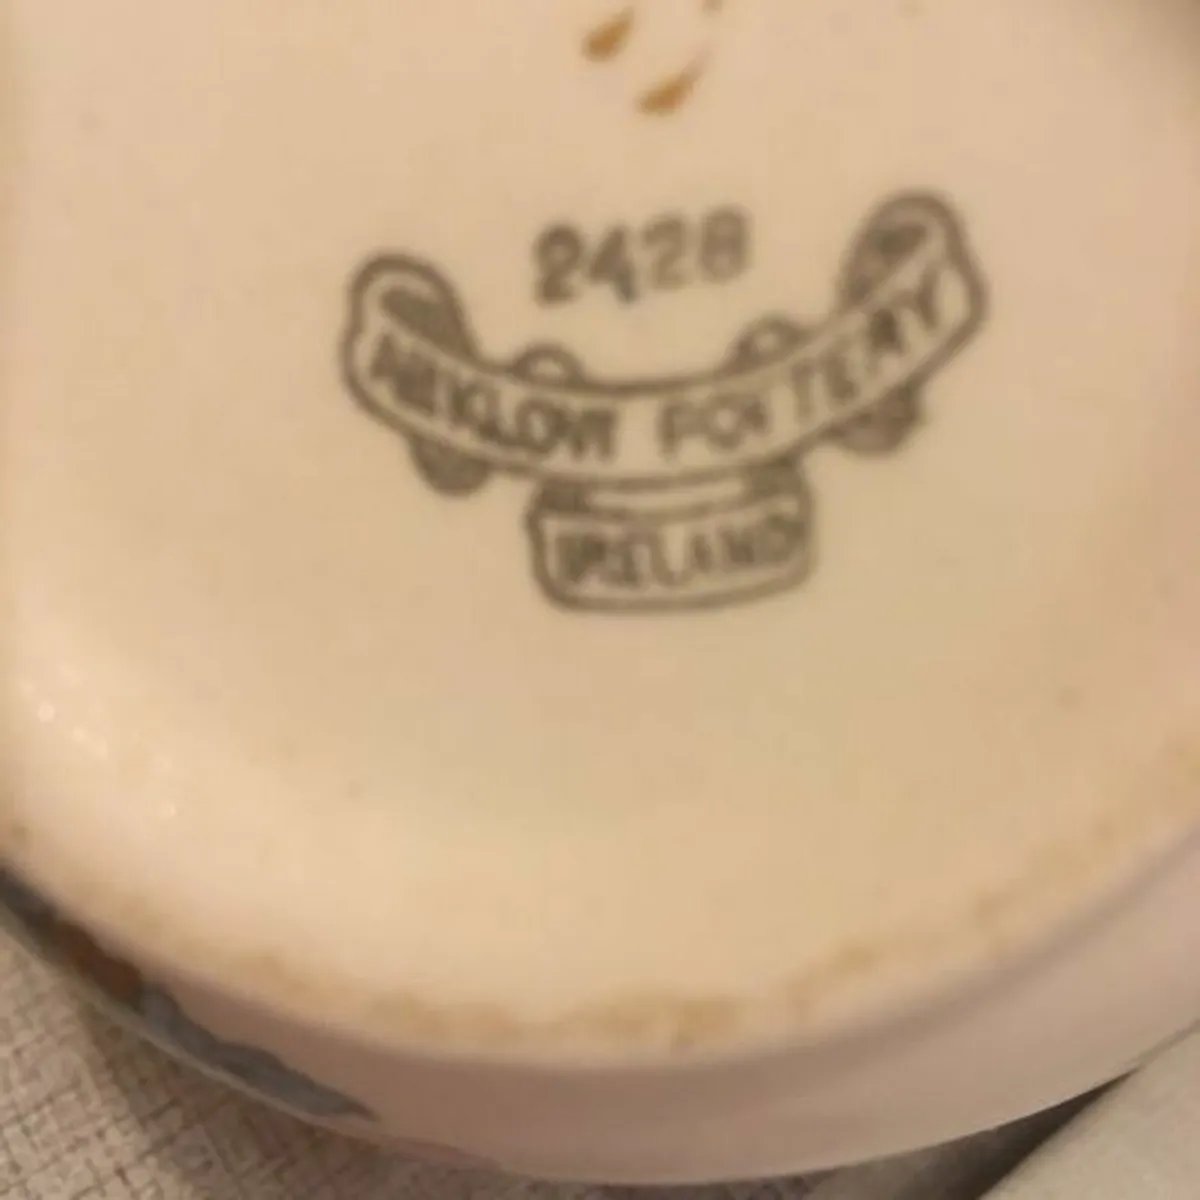 2428
ARKLOW POTTERY
IRELAND